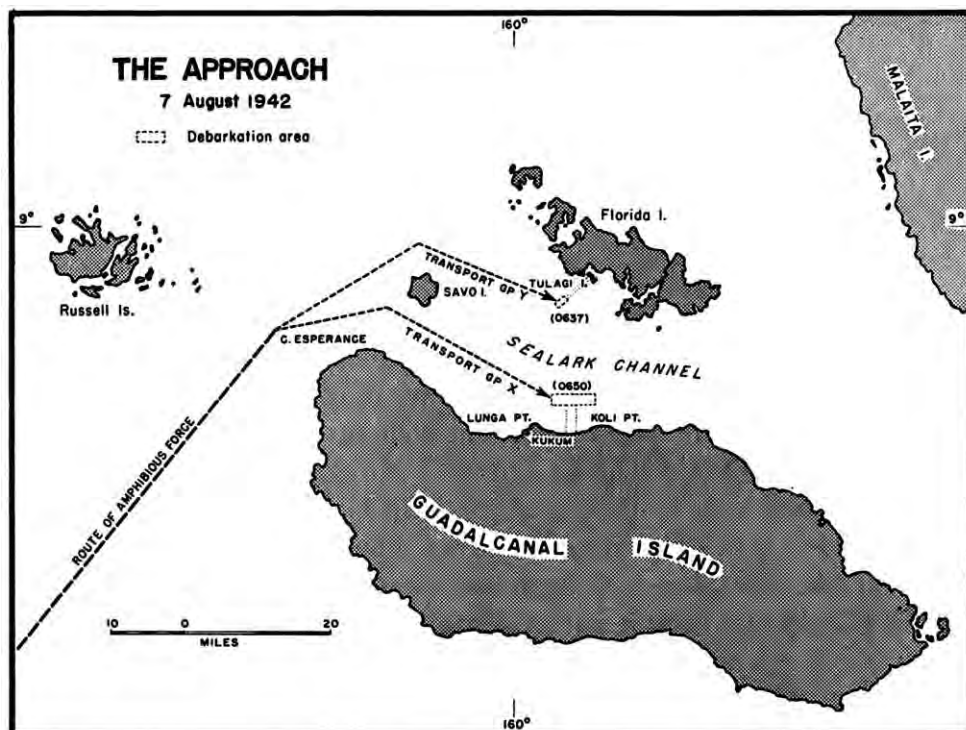 160°
THE APPROACH
7 August 1942
Debarkation area
MALAITA I.
9°
9°
Florida I.
Russell Is.
TRANSPORT GP Y
TULAGI I.
SAVO I.
(0637)
C. ESPERANCE
SEALARK CHANNEL
TRANSPORT GP X
(0650)
LUNGA PT.
KOLI PT.
KUKUM
ROUTE OF AMPHIBIOUS FORCE
GUADALCANAL ISLAND
10 0 20
MILES
160°